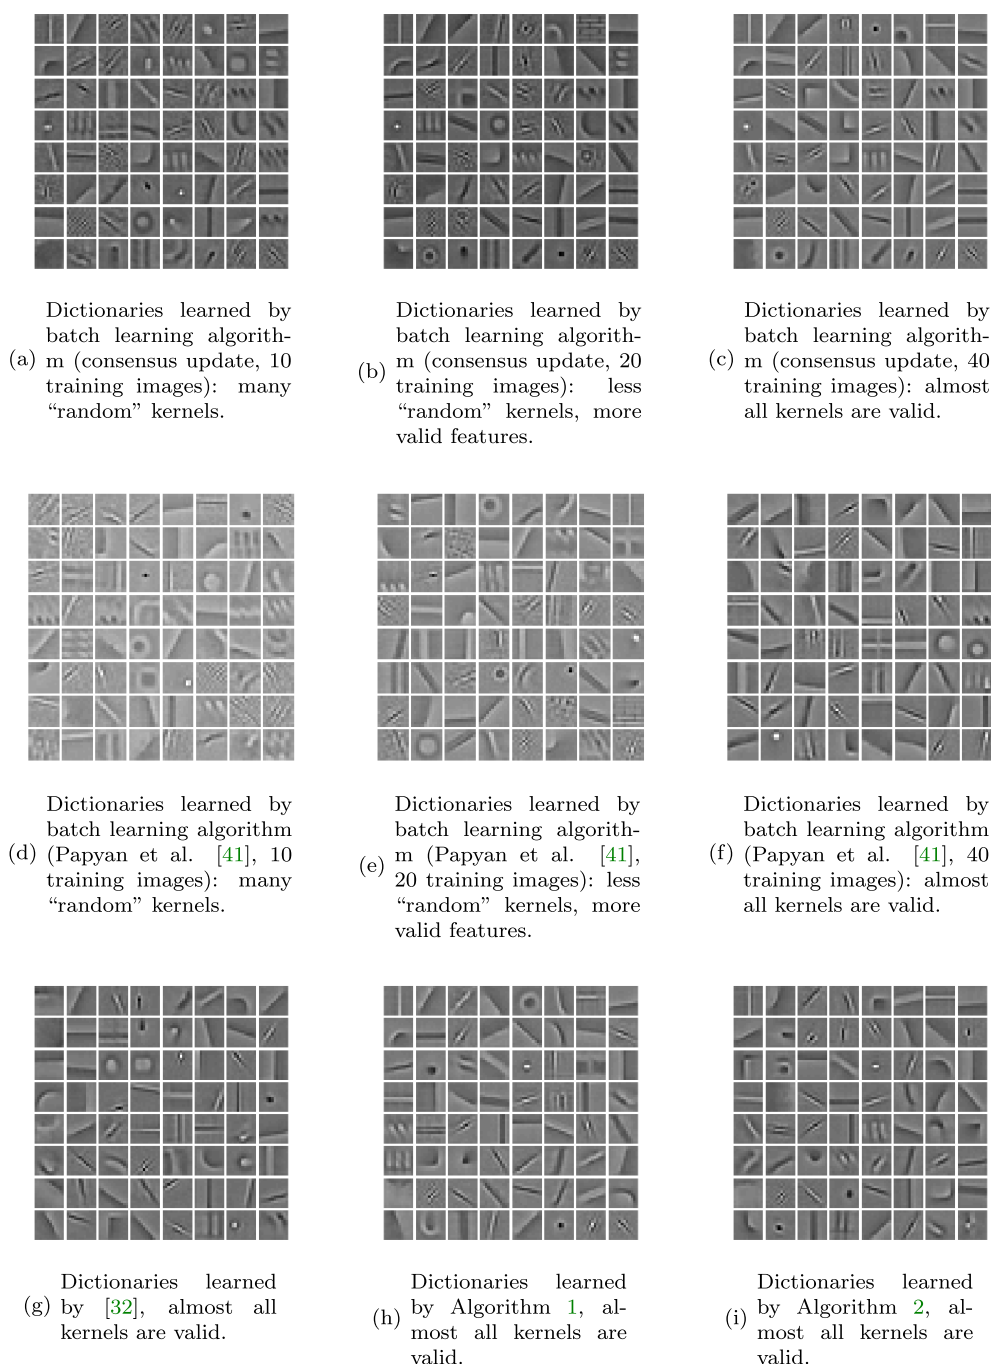 (a) Dictionaries learned by
batch learning algorith-
m (consensus update, 10
training images): many
“random” kernels.
(b) Dictionaries learned by
batch learning algorith-
m (consensus update, 20
training images): less
“random” kernels, more
valid features.
(c) Dictionaries learned by
batch learning algorith-
m (consensus update, 40
training images): almost
all kernels are valid.
(d) Dictionaries learned by
batch learning algorithm
(Papyan et al. [41], 10
training images): many
“random” kernels.
(e) Dictionaries learned by
batch learning algorith-
m (Papyan et al. [41],
20 training images): less
“random” kernels, more
valid features.
(f) Dictionaries learned by
batch learning algorithm
(Papyan et al. [41], 40
training images): almost
all kernels are valid.
(g) Dictionaries learned
by [32], almost all
kernels are valid.
(h) Dictionaries learned
by Algorithm 1, al-
most all kernels are
valid.
(i) Dictionaries learned
by Algorithm 2, al-
most all kernels are
valid.